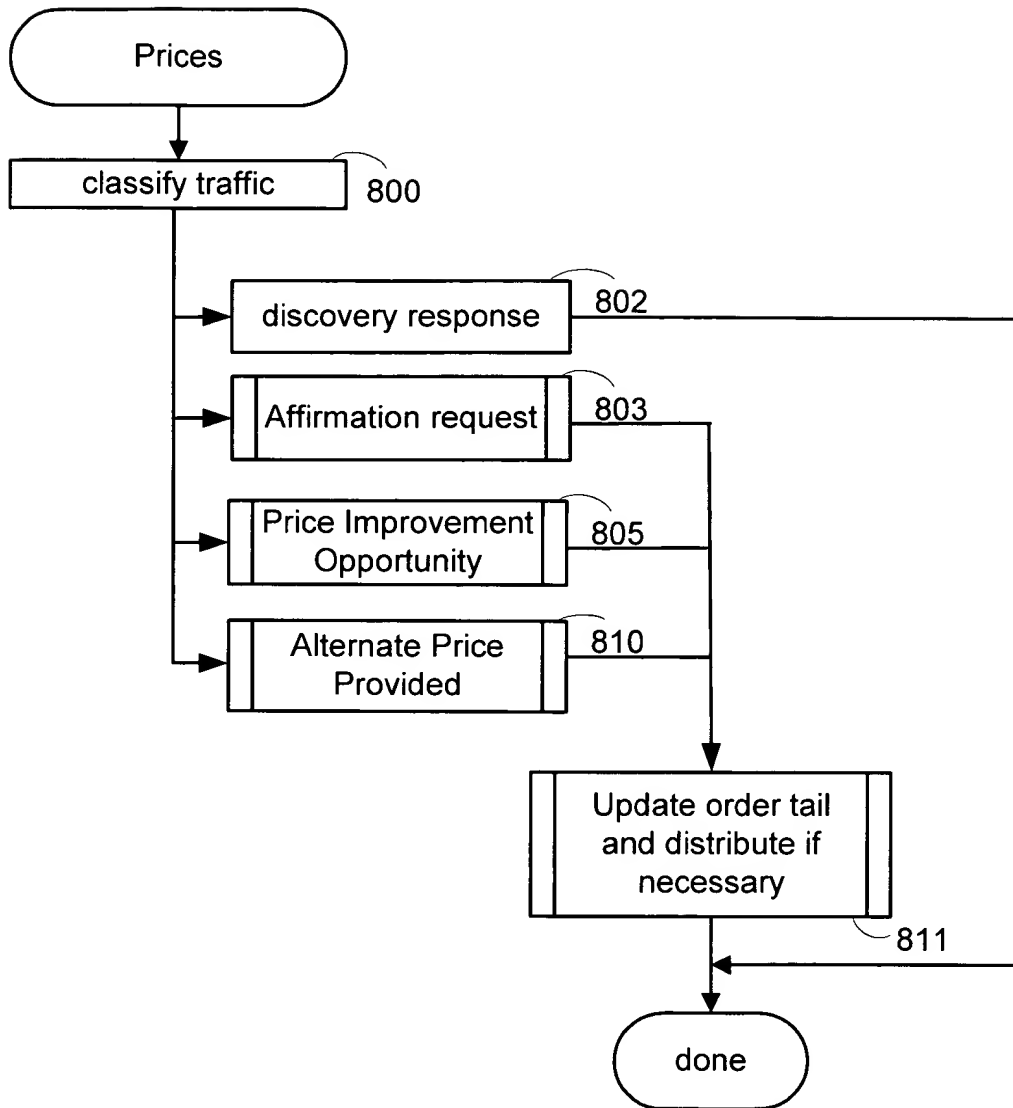 Prices
classify traffic
800
discovery response
802
Affirmation request
803
Price Improvement
Opportunity
805
Alternate Price
Provided
810
Update order tail
and distribute if
necessary
811
done